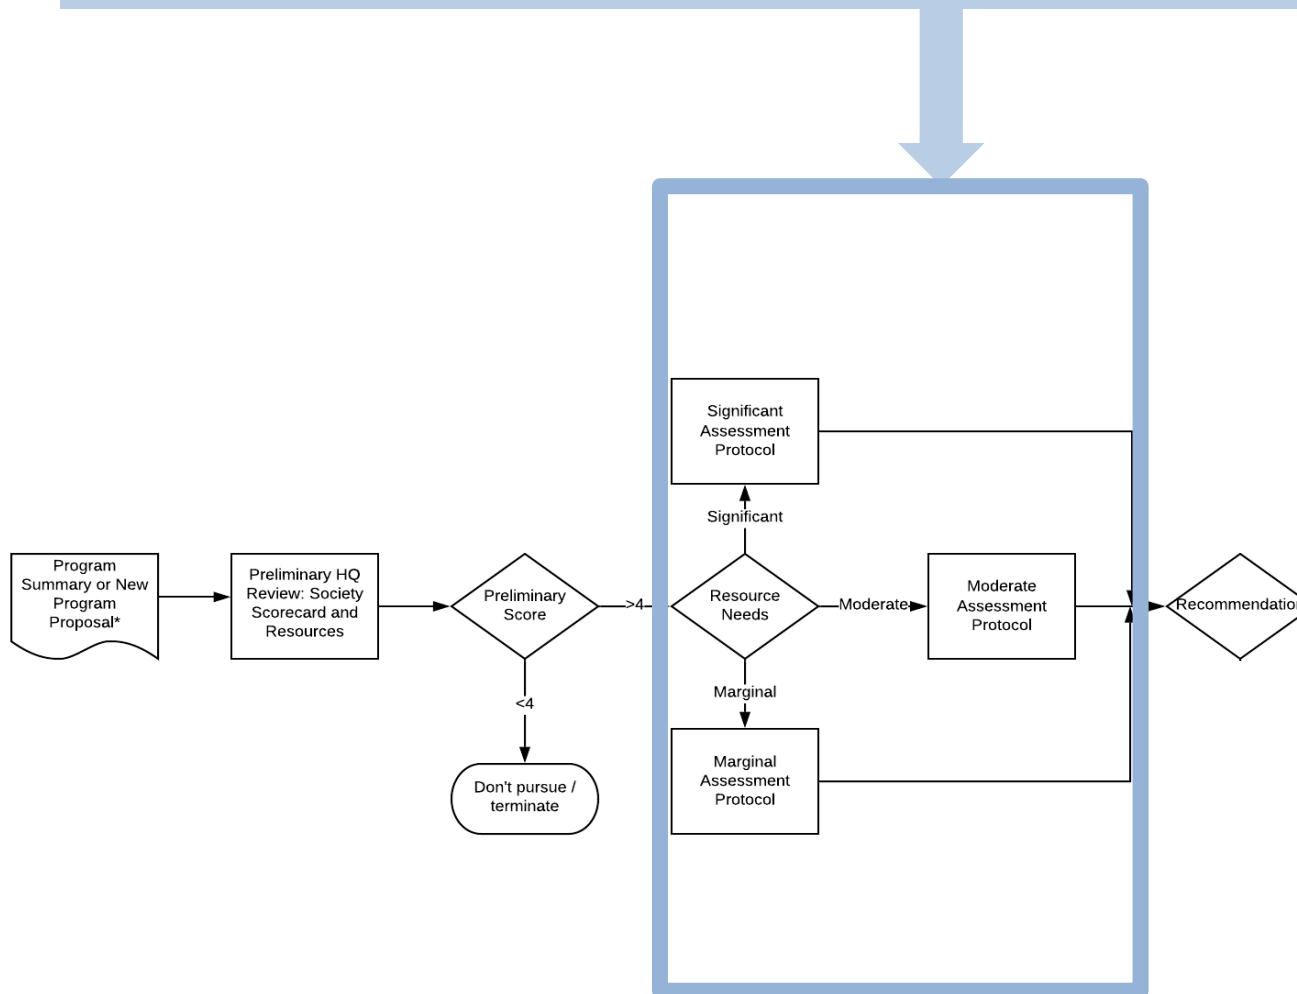 Program
Summary or New
Program
Proposal*
Preliminary HQ
Review: Society
Scorecard and
Resources
Preliminary
Score
>4
<4
Don't pursue /
terminate
Significant
Assessment
Protocol
Significant
Resource
Needs
Moderate
Moderate
Assessment
Protocol
Marginal
Marginal
Assessment
Protocol
Recommendation